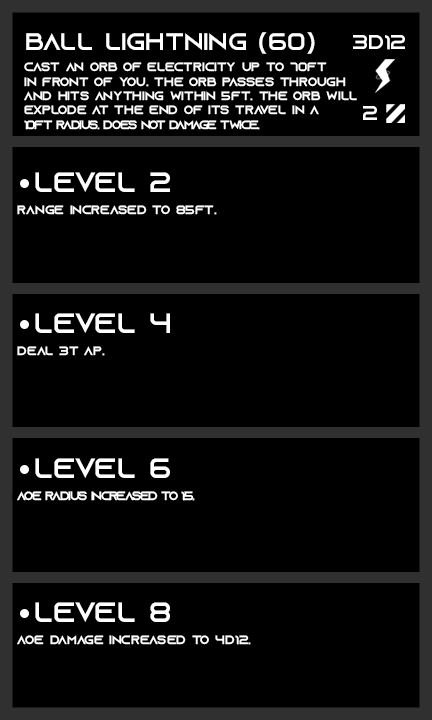 BALL LIGHTNING (60) 3D12
CAST AN ORB OF ELECTRICITY UP TO 70FT
IN FRONT OF YOU. THE ORB PASSES THROUGH
AND HITS ANYTHING WITHIN 5FT. THE ORB WILL
EXPLODE AT THE END OF ITS TRAVEL IN A
10FT RADIUS. DOES NOT DAMAGE TWICE.
2
•LEVEL 2
RANGE INCREASED TO 85FT.
•LEVEL 4
DEAL 3T AP.
•LEVEL 6
AOE RADIUS INCREASED TO 15.
•LEVEL 8
AOE DAMAGE INCREASED TO 4D12.